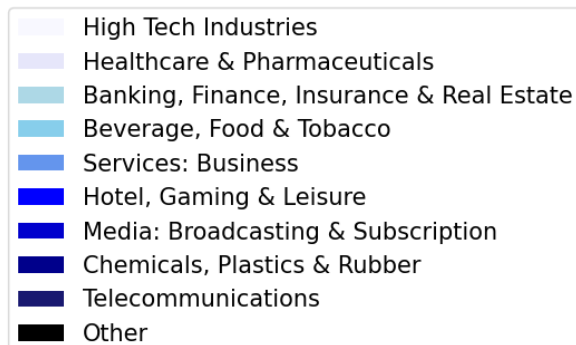 High Tech Industries
Healthcare & Pharmaceuticals
Banking, Finance, Insurance & Real Estate
Beverage, Food & Tobacco
Services: Business
Hotel, Gaming & Leisure
Media: Broadcasting & Subscription
Chemicals, Plastics & Rubber
Telecommunications
Other